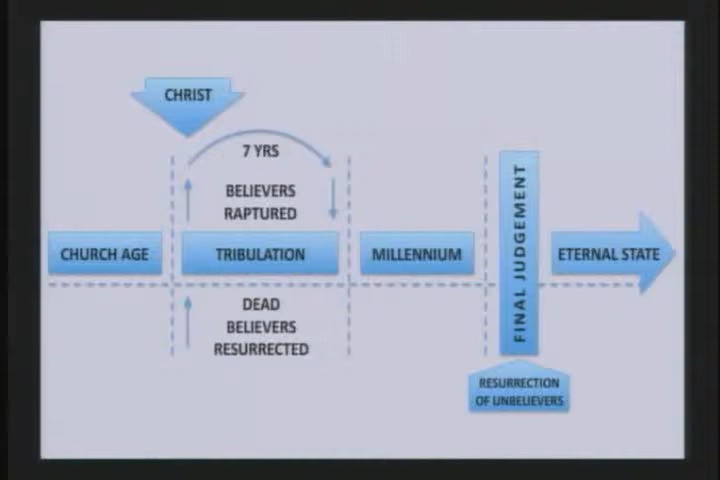 CHRIST
7 YRS
BELIEVERS
RAPTURED
CHURCH AGE
TRIBULATION
MILLENNIUM
FINAL JUDGEMENT
ETERNAL STATE
DEAD
BELIEVERS
RESURRECTED
RESURRECTION
OF UNBELIEVERS